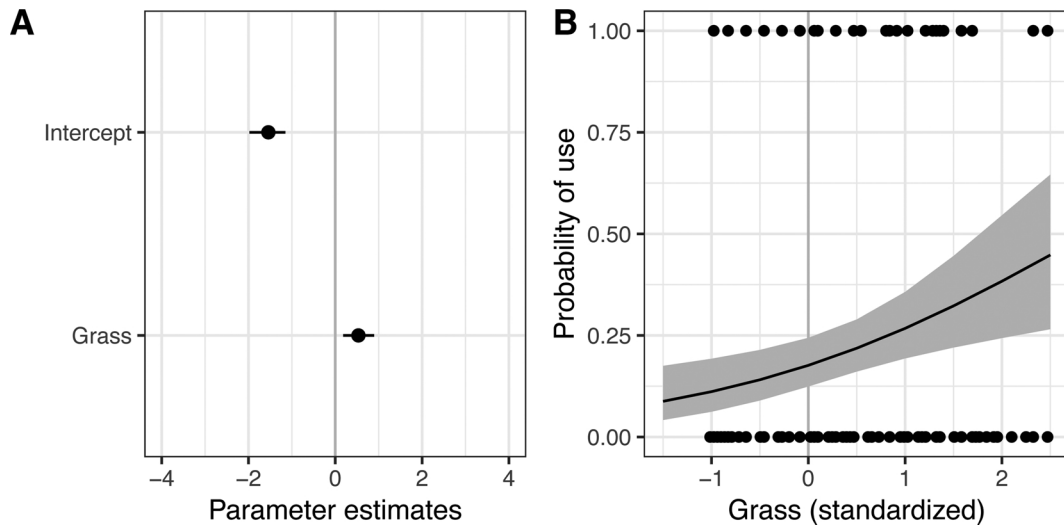 A
Intercept
Grass
−4 −2 0 2 4
Parameter estimates
B
Probability of use
1.00
0.75
0.50
0.25
0.00
−1 0 1 2
Grass (standardized)